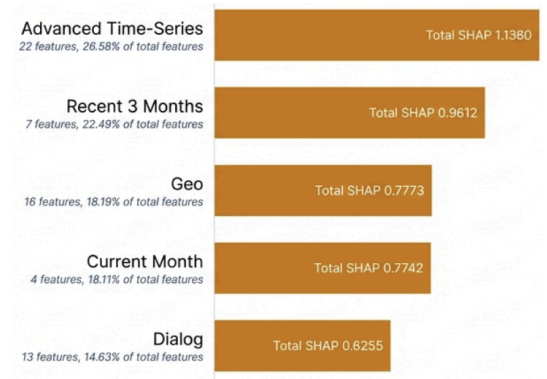 Advanced Time-Series
22 features, 26.58% of total features
Total SHAP 1.1360
Recent 3 Months
7 features, 22.49% of total features
Total SHAP 0.9612
Geo
16 features, 18.19% of total features
Total SHAP 0.7773
Current Month
4 features, 18.11% of total features
Total SHAP 0.7742
Dialog
13 features, 14.63% of total features
Total SHAP 0.6255